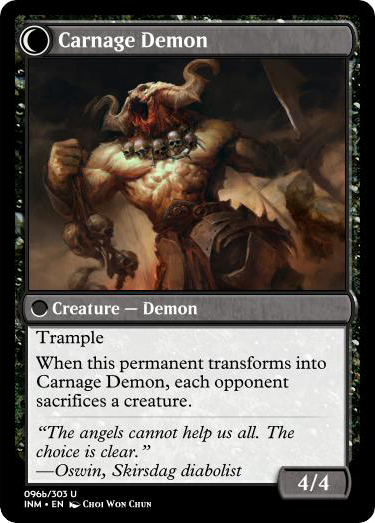 Carnage Demon
Creature — Demon
Trample
When this permanent transforms into
Carnage Demon, each opponent
sacrifices a creature.
“The angels cannot help us all. The
choice is clear.”
—Oswin, Skirsdag diabolist
4/4
096b/303 U
INM • EN Choi Won Chun